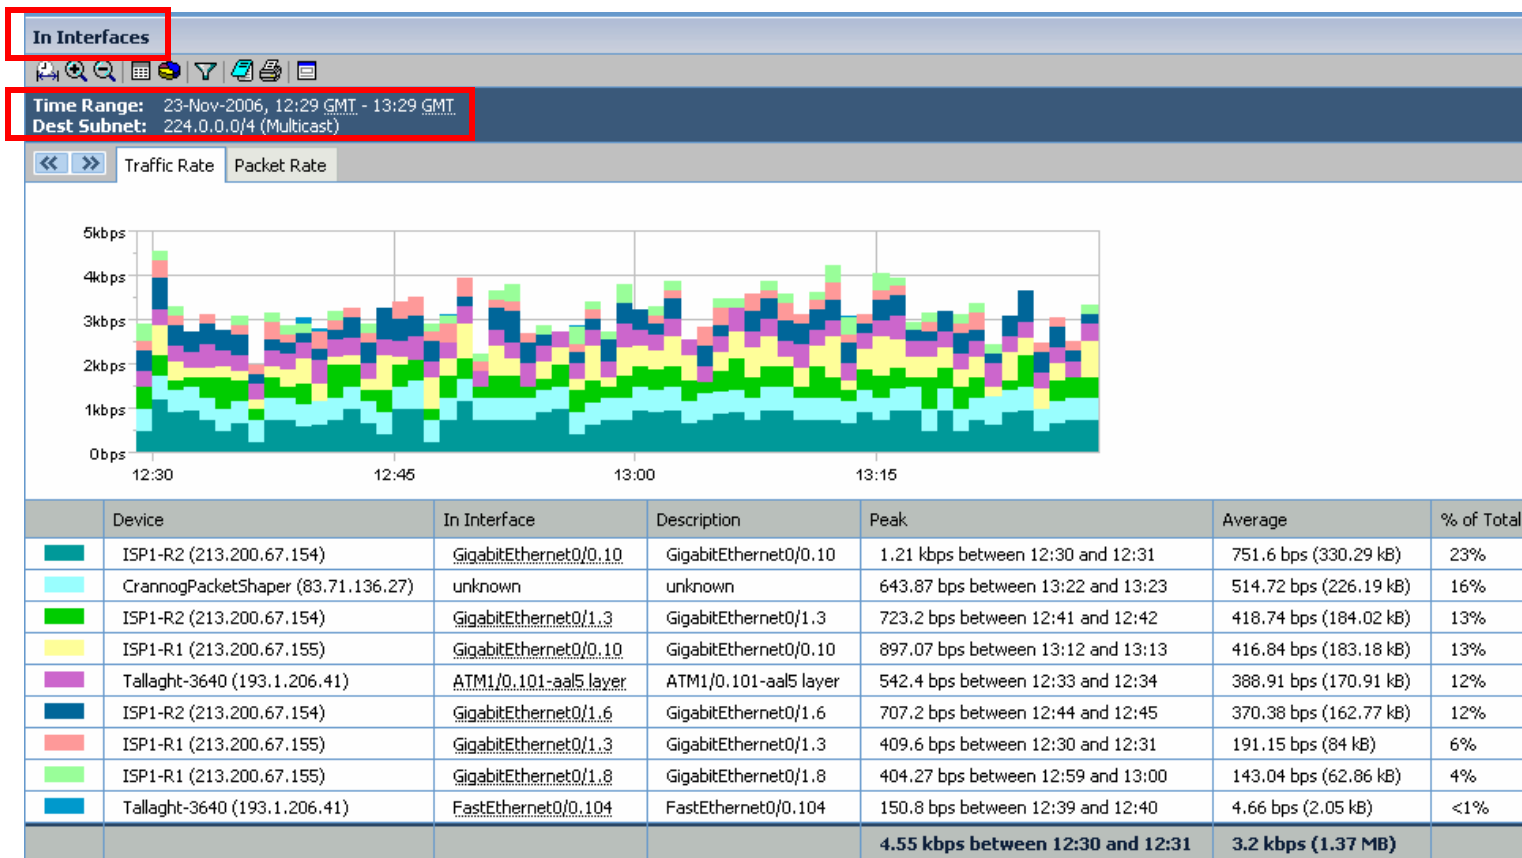 In Interfaces
Time Range: 23-Nov-2006, 12:29 GMT - 13:29 GMT
Dest Subnet: 224.0.0.0/4 (Multicast)
Traffic Rate Packet Rate
5kbps
4kbps
3kbps
2kbps
1kbps
0bps
12:30 12:45 13:00 13:15
Device In Interface Description Peak Average % of Total
ISP1-R2 (213.200.67.154) GigabitEthernet0/0.10 GigabitEthernet0/0.10 1.21 kbps between 12:30 and 12:31 751.6 bps (330.29 kB) 23%
CrannogPacketShaper (83.71.136.27) unknown unknown 643.87 bps between 13:22 and 13:23 514.72 bps (226.19 kB) 16%
ISP1-R2 (213.200.67.154) GigabitEthernet0/1.3 GigabitEthernet0/1.3 723.2 bps between 12:41 and 12:42 418.74 bps (184.02 kB) 13%
ISP1-R1 (213.200.67.155) GigabitEthernet0/0.10 GigabitEthernet0/0.10 897.07 bps between 13:12 and 13:13 416.84 bps (183.18 kB) 13%
Tallaght-3640 (193.1.206.41) ATM1/0.101-aal5 layer ATM1/0.101-aal5 layer 542.4 bps between 12:33 and 12:34 388.91 bps (170.91 kB) 12%
ISP1-R2 (213.200.67.154) GigabitEthernet0/1.6 GigabitEthernet0/1.6 707.2 bps between 12:44 and 12:45 370.38 bps (162.77 kB) 12%
ISP1-R1 (213.200.67.155) GigabitEthernet0/1.3 GigabitEthernet0/1.3 409.6 bps between 12:30 and 12:31 191.15 bps (84 kB) 6%
ISP1-R1 (213.200.67.155) GigabitEthernet0/1.8 GigabitEthernet0/1.8 404.27 bps between 12:59 and 13:00 143.04 bps (62.86 kB) 4%
Tallaght-3640 (193.1.206.41) FastEthernet0/0.104 FastEthernet0/0.104 150.8 bps between 12:39 and 12:40 4.66 bps (2.05 kB) <1%
4.55 kbps between 12:30 and 12:31 3.2 kbps (1.37 MB)